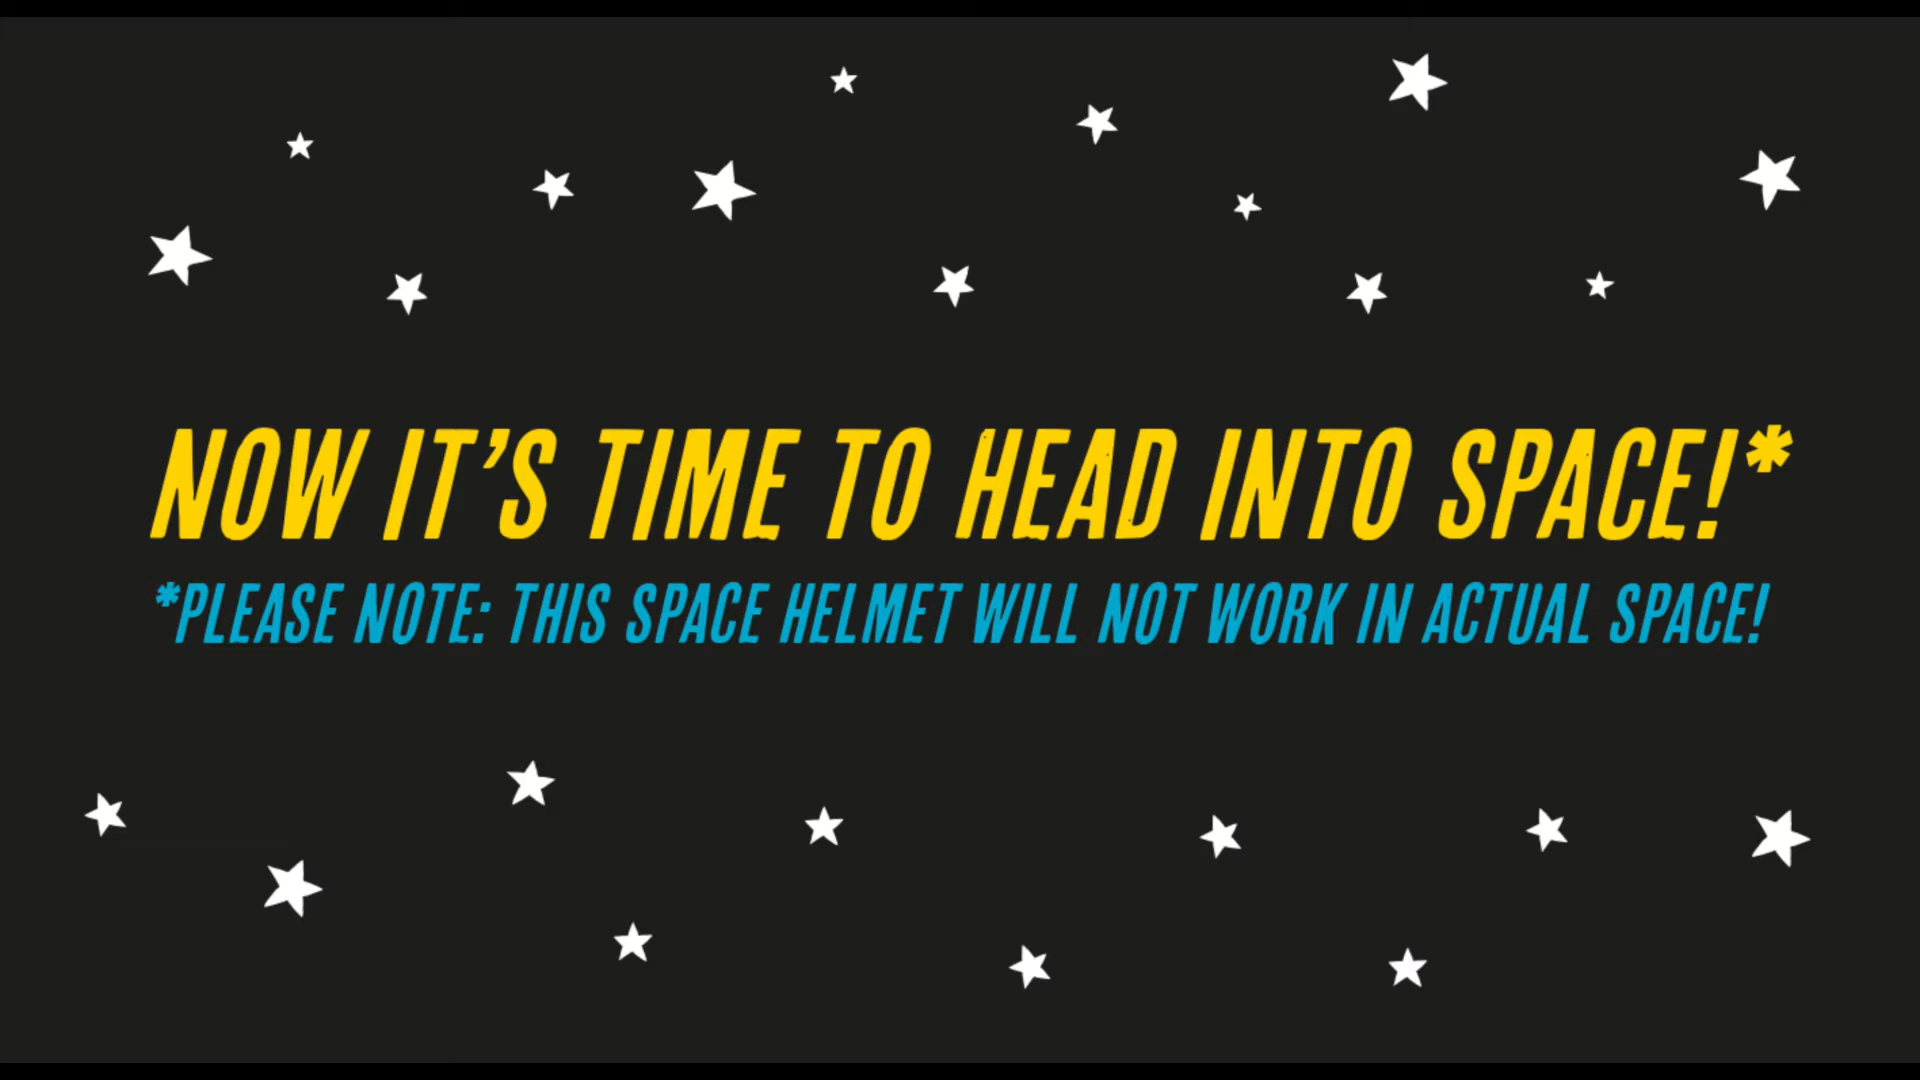 NOW IT'S TIME TO HEAD INTO SPACE!*
*PLEASE NOTE: THIS SPACE HELMET WILL NOT WORK IN ACTUAL SPACE!